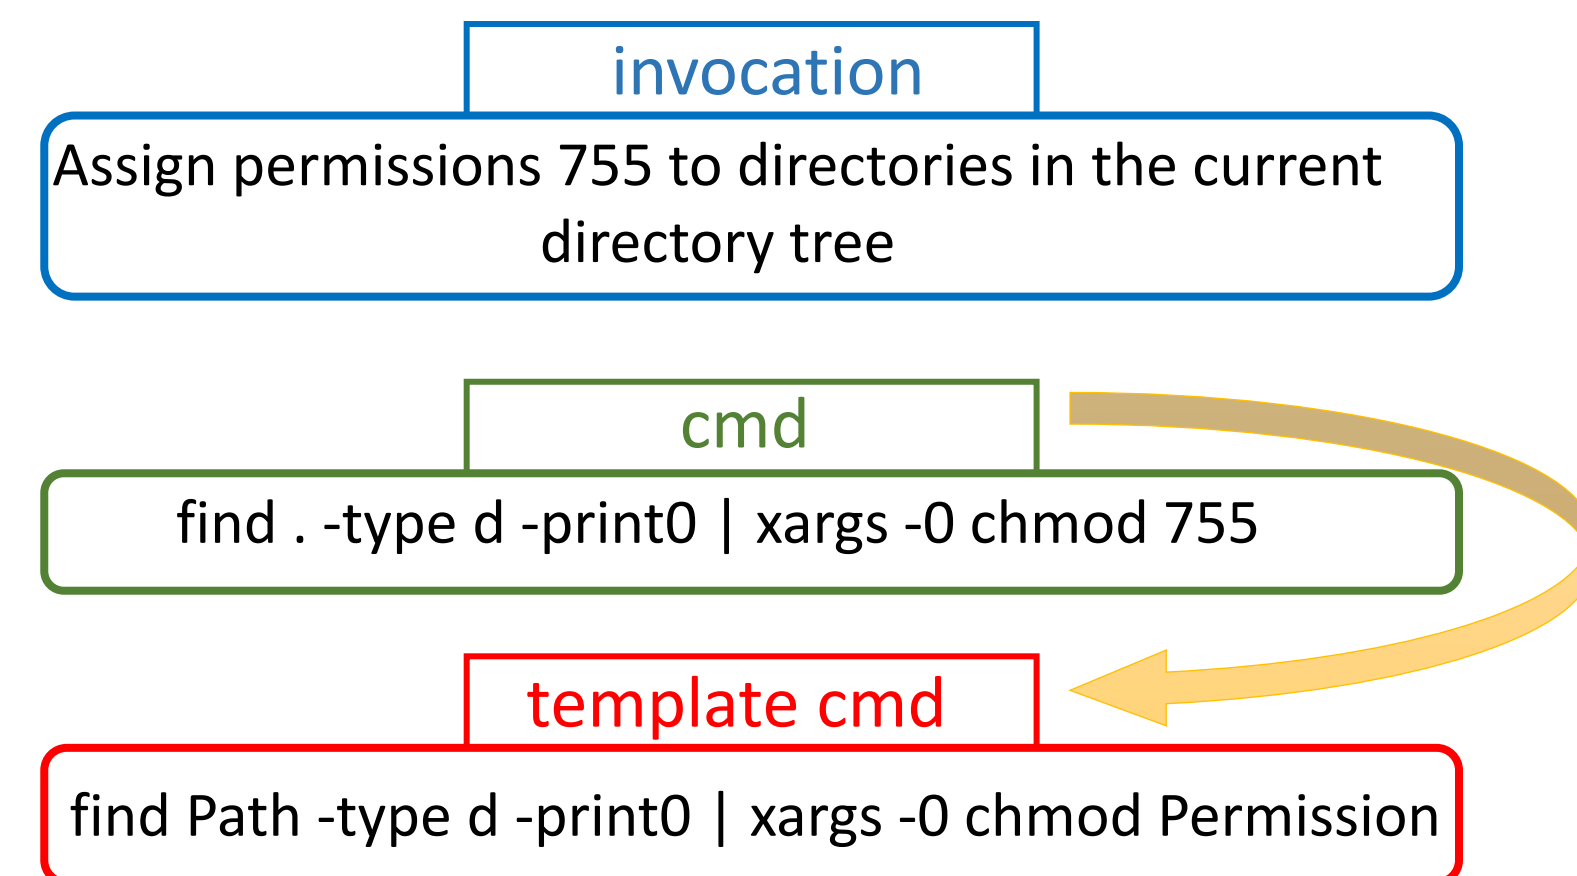 invocation
Assign permissions 755 to directories in the current
directory tree
cmd
find . -type d -print0 | xargs -0 chmod 755
template cmd
find Path -type d -print0 | xargs -0 chmod Permission